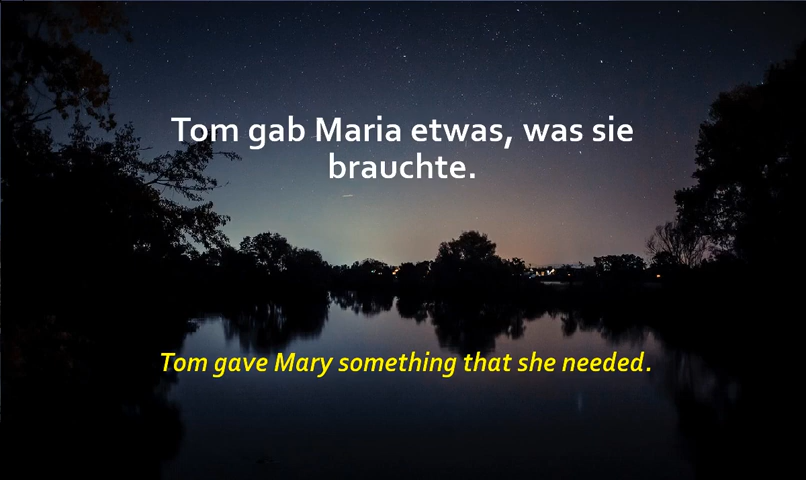 Tom gab Maria etwas, was sie
brauchte.
Tom gave Mary something that she needed.